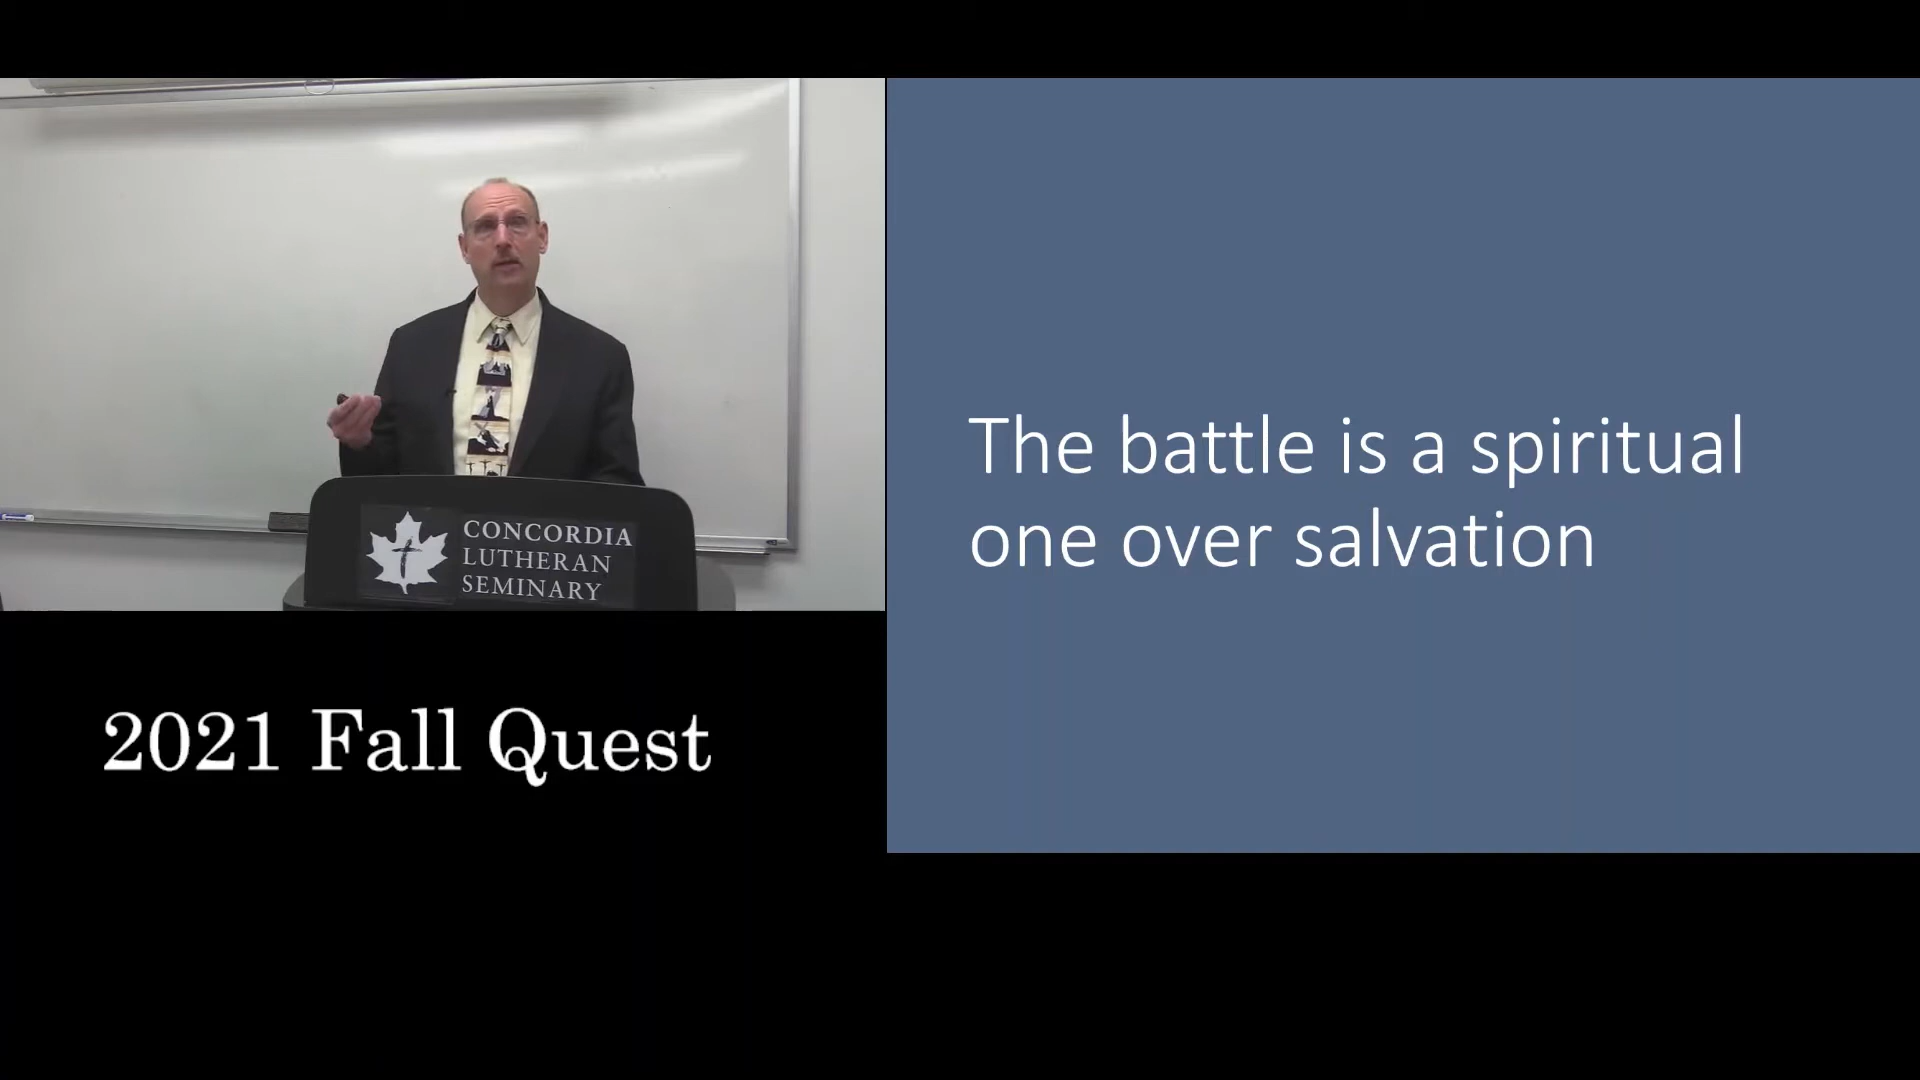 CONCORDIA
LUTHERAN
SEMINARY
2021 Fall Quest
The battle is a spiritual
one over salvation